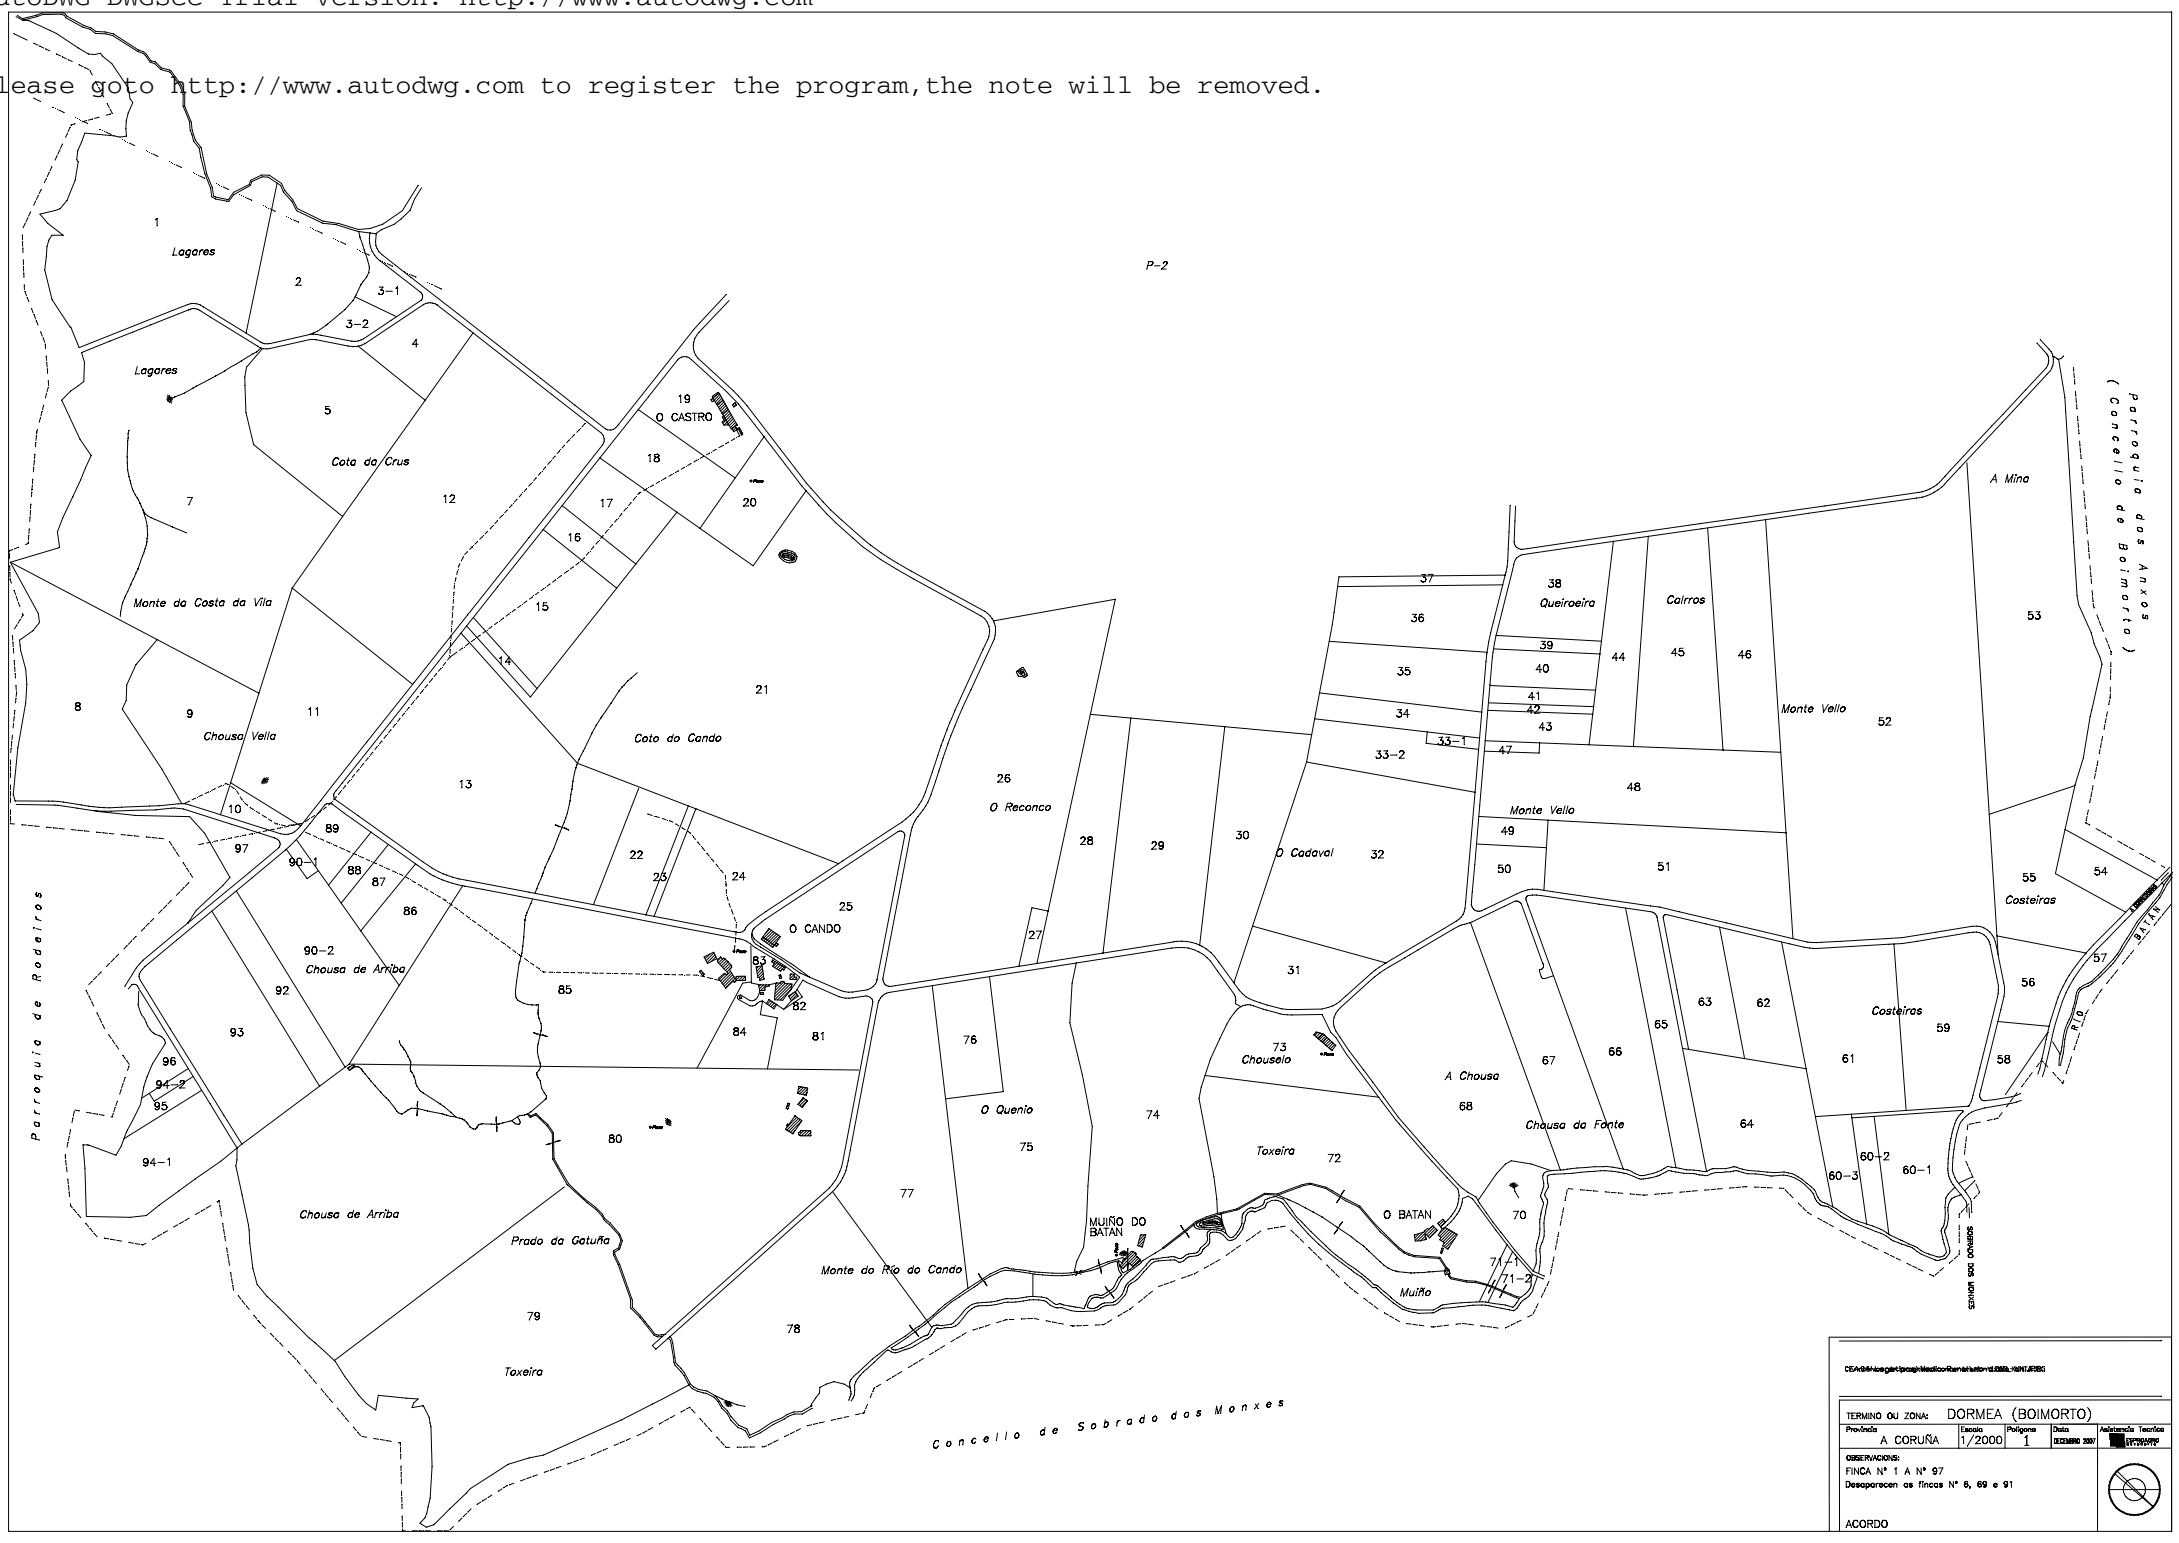 AutoDWG DWGSee Trial version. http://www.autodwg.com
lease goto http://www.autodwg.com to register the program,the note will be removed.
1
Lagares
2
3-1
3-2
4
P-2
Lagares
5
7
Cota da Crus
12
19
O CASTRO
18
17
20
16
15
14
Monte da Costa da Vila
8
9
Chousa Vella
11
10
13
21
Coto do Cando
22
23
24
25
O CANDO
26
O Reconco
27
28
29
30
O Cadaval
31
32
33-1
33-2
34
35
36
37
38
Queiroeira
39
40
41
42
43
44
Calrros
45
46
47
48
Monte Vello
49
50
51
Monte Vello
52
A Mina
53
54
55
Costeiras
56
57
58
RÍO
BATÁN
Parroquia dos Anxos
( Concello de Boimorto )
59
Costeiras
60-1
60-2
60-3
61
62
63
64
65
66
67
Chousa da Fonte
A Chousa
68
70
71-1
71-2
O BATAN
Muiño
72
Toxeira
73
Chouselo
74
75
O Quenio
76
77
MUIÑO DO
BATAN
Monte do Río do Cando
78
79
Toxeira
Prado da Gatuña
80
81
82
83
84
85
86
87
88
89
90-1
90-2
Chousa de Arriba
92
93
94-1
94-2
95
96
97
Chousa de Arriba
Parroquia de Rodeiros
Concello de Sobrado dos Monxes
SOBRADO DOS MONXES
TERMINO OU ZONA: DORMEA (BOIMORTO)
Provincia A CORUÑA
Escala 1/2000
Poligono 1
Data DECEMBRO 2007
Asistencia Tecnica
OBSERVACIONS:
FINCA Nº 1 A Nº 97
Desaparecen as fincas Nº 6, 69 e 91
ACORDO